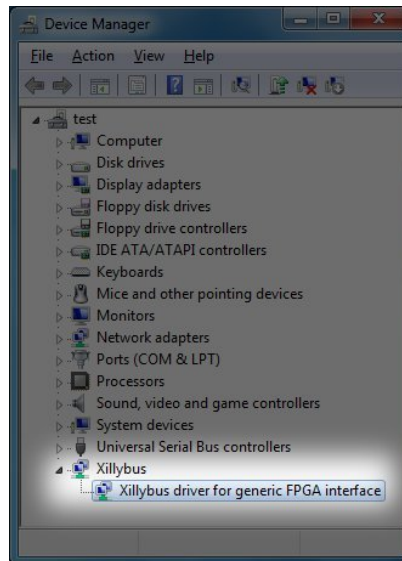 Device Manager
File Action View Help
test
Computer
Disk drives
Display adapters
Floppy disk drives
Floppy drive controllers
IDE ATA/ATAPI controllers
Keyboards
Mice and other pointing devices
Monitors
Network adapters
Ports (COM & LPT)
Processors
Sound, video and game controllers
System devices
Universal Serial Bus controllers
Xillybus
Xillybus driver for generic FPGA interface